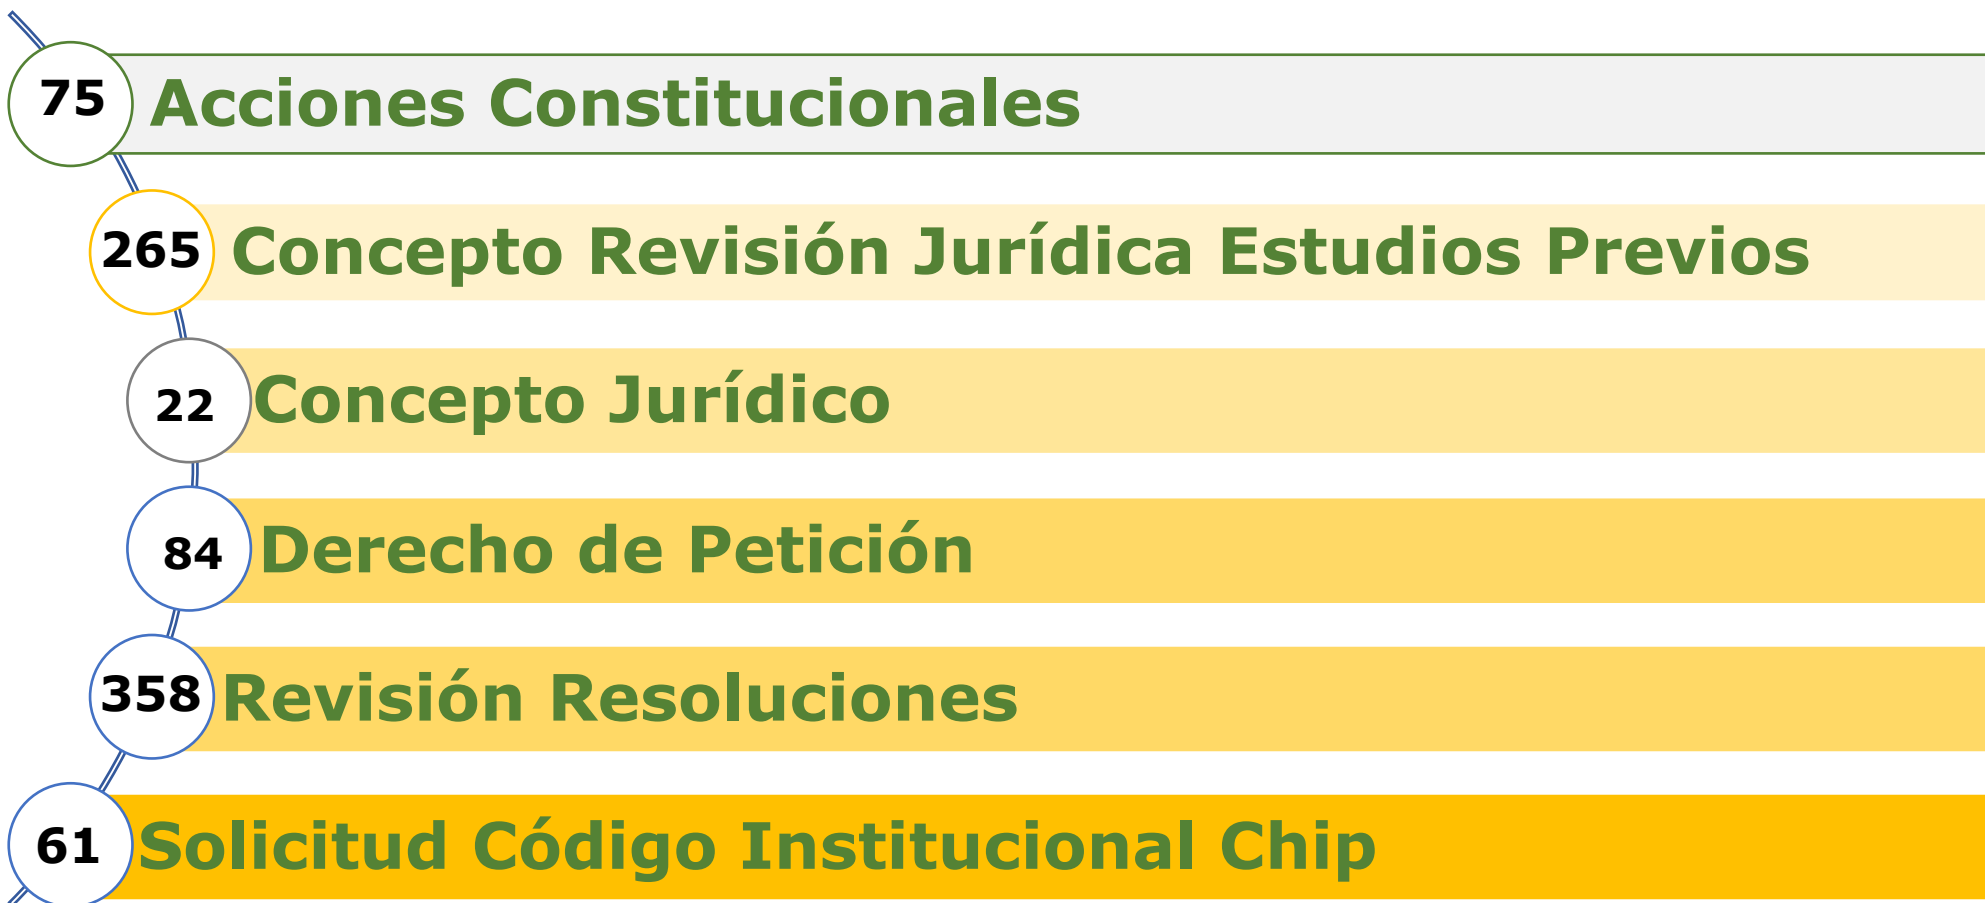 75 Acciones Constitucionales
265 Concepto Revisión Jurídica Estudios Previos
22 Concepto Jurídico
84 Derecho de Petición
358 Revisión Resoluciones
61 Solicitud Código Institucional Chip